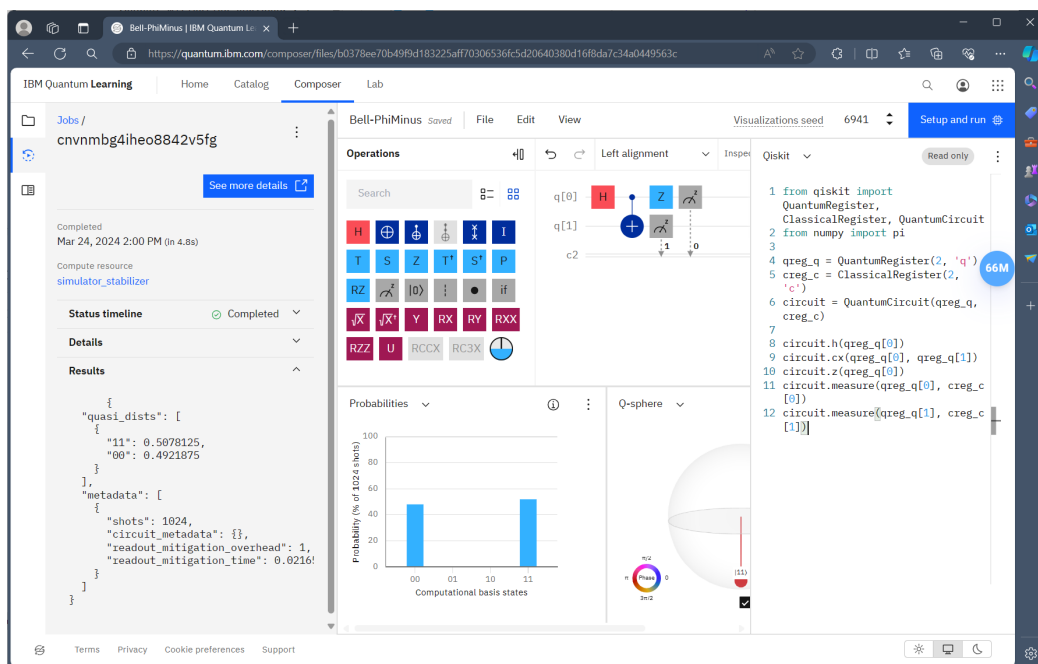 Bell-PhiMinus | IBM Quantum Le
https://quantum.ibm.com/composer/files/b0378ee70b49f9d183225aff70306536fc5d20640380d16f8da7c34a0449563c
IBM Quantum Learning
Home
Catalog
Composer
Lab
Jobs /
cnvnmbg4iheo8842v5fg
See more details
Completed
Mar 24, 2024 2:00 PM (in 4.8s)
Compute resource
simulator_stabilizer
Status timeline
Completed
Details
Results
{
"quasi_dists": [
{
"11": 0.5078125,
"00": 0.4921875
}
],
"metadata": [
{
"shots": 1024,
"circuit_metadata": {},
"readout_mitigation_overhead": 1,
"readout_mitigation_time": 0.0216
}
]
}
Bell-PhiMinus Saved
File
Edit
View
Visualizations seed
6941
Setup and run
Operations
Search
H
I
T S Z T† S† P
RZ z |0⟩ if
√X √X† Y RX RY RXX
RZZ U RCCX RC3X
Left alignment
Inspec
q[0]
H
Z
z
q[1]
z
c2
1
0
Probabilities
Probability (% of 1024 shots)
100
80
60
40
20
0
00
01
10
11
Computational basis states
Q-sphere
|11⟩
π/2
π
Phase
0
3π/2
Qiskit
Read only
1 from qiskit import
QuantumRegister,
ClassicalRegister, QuantumCircuit
2 from numpy import pi
3
4 qreg_q = QuantumRegister(2, 'q')
5 creg_c = ClassicalRegister(2,
'c')
6 circuit = QuantumCircuit(qreg_q,
creg_c)
7
8 circuit.h(qreg_q[0])
9 circuit.cx(qreg_q[0], qreg_q[1])
10 circuit.z(qreg_q[0])
11 circuit.measure(qreg_q[0], creg_c
[0])
12 circuit.measure(qreg_q[1], creg_c
[1])
66M
Terms
Privacy
Cookie preferences
Support